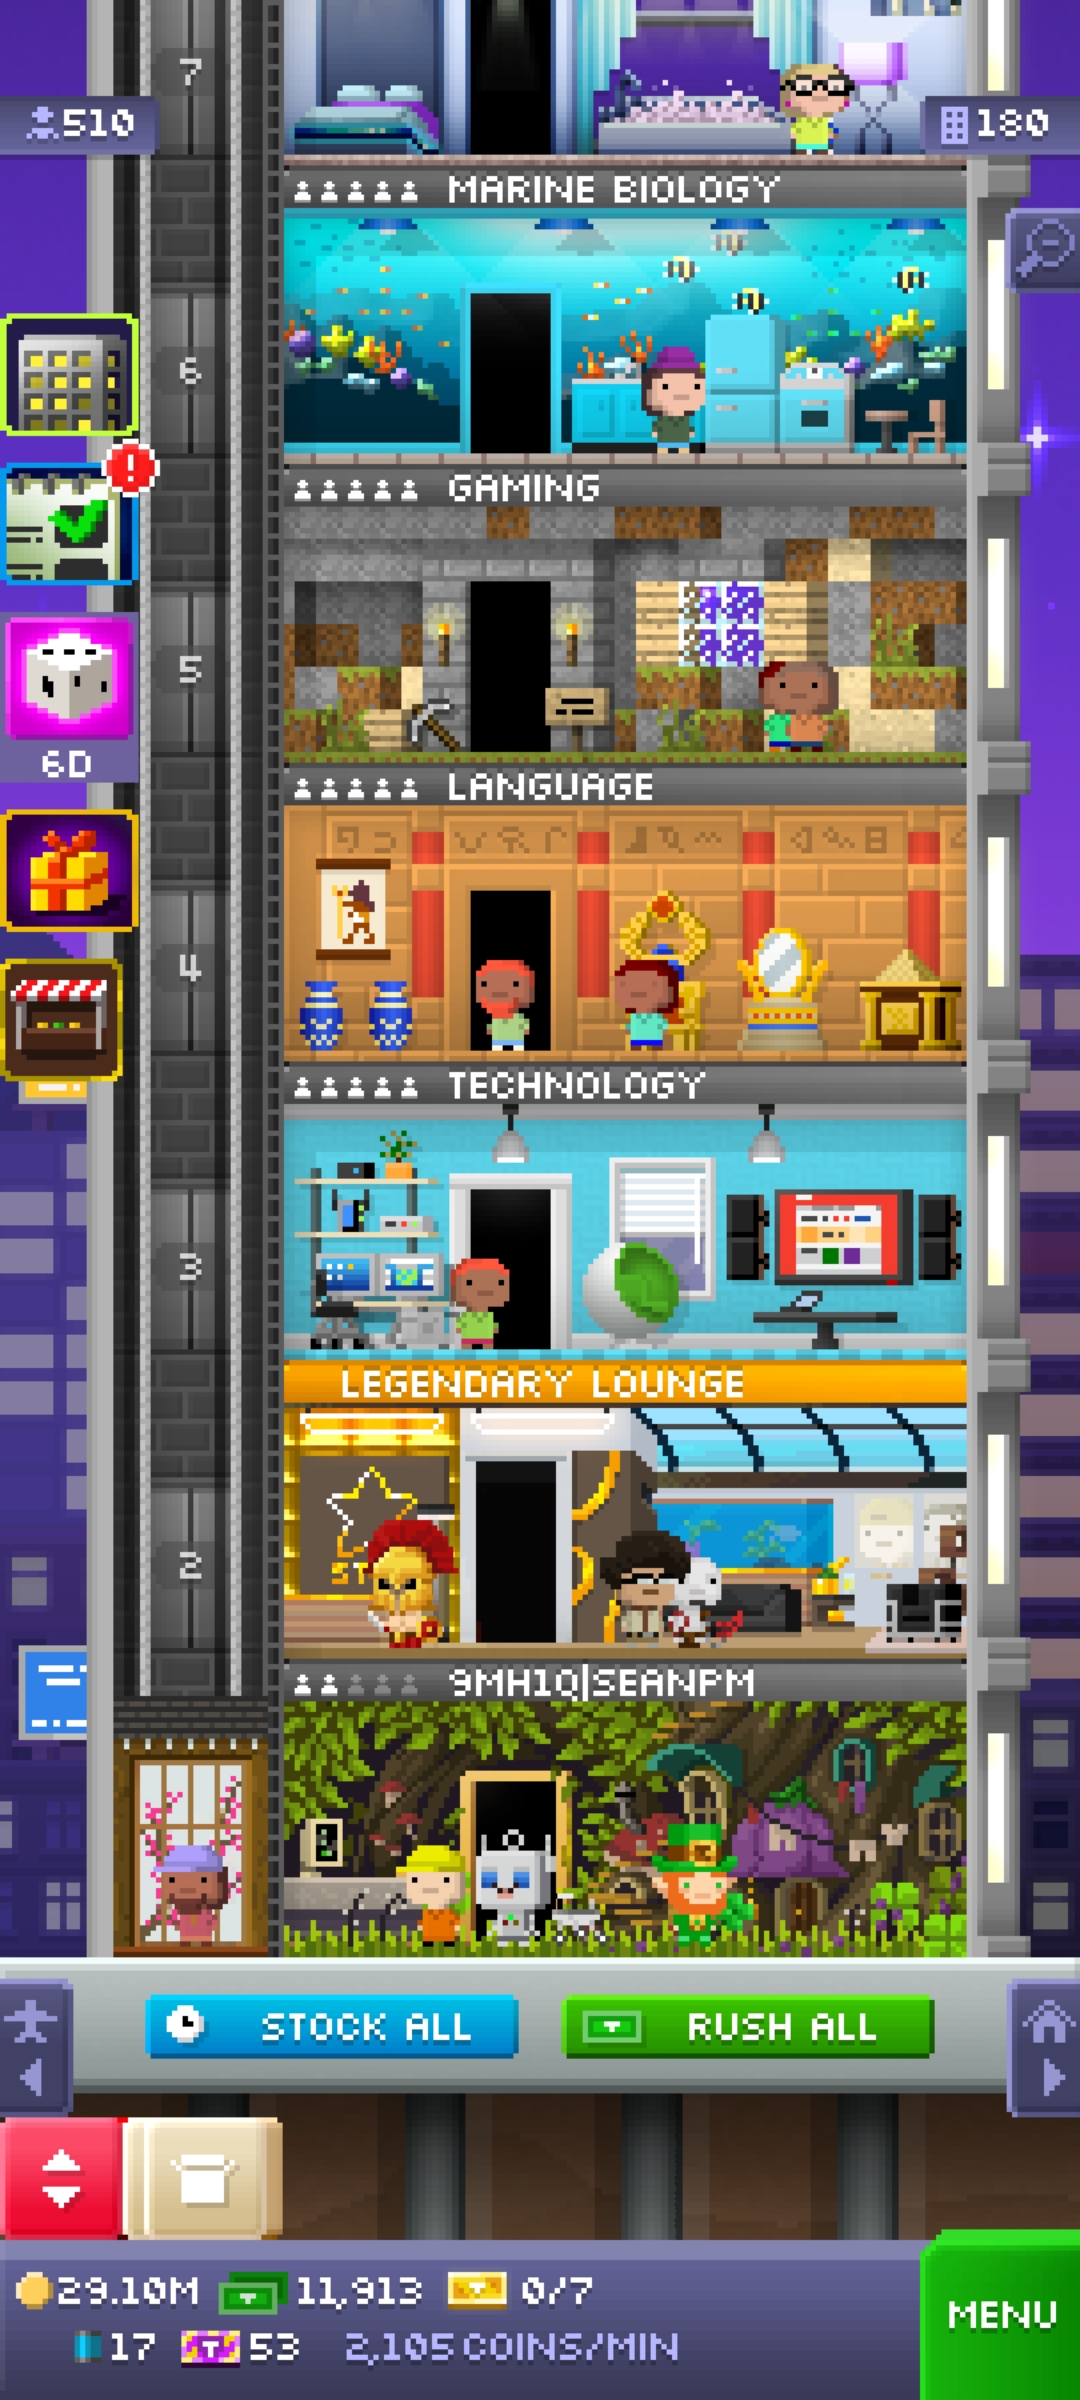 7
510
180
MARINE BIOLOGY
6
GAMING
5
6D
LANGUAGE
4
TECHNOLOGY
3
LEGENDARY LOUNGE
2
9MH1Q|SEANPM
STOCK ALL
RUSH ALL
29.10M 11,913 0/7
17 53 2,105 COINS/MIN
MENU